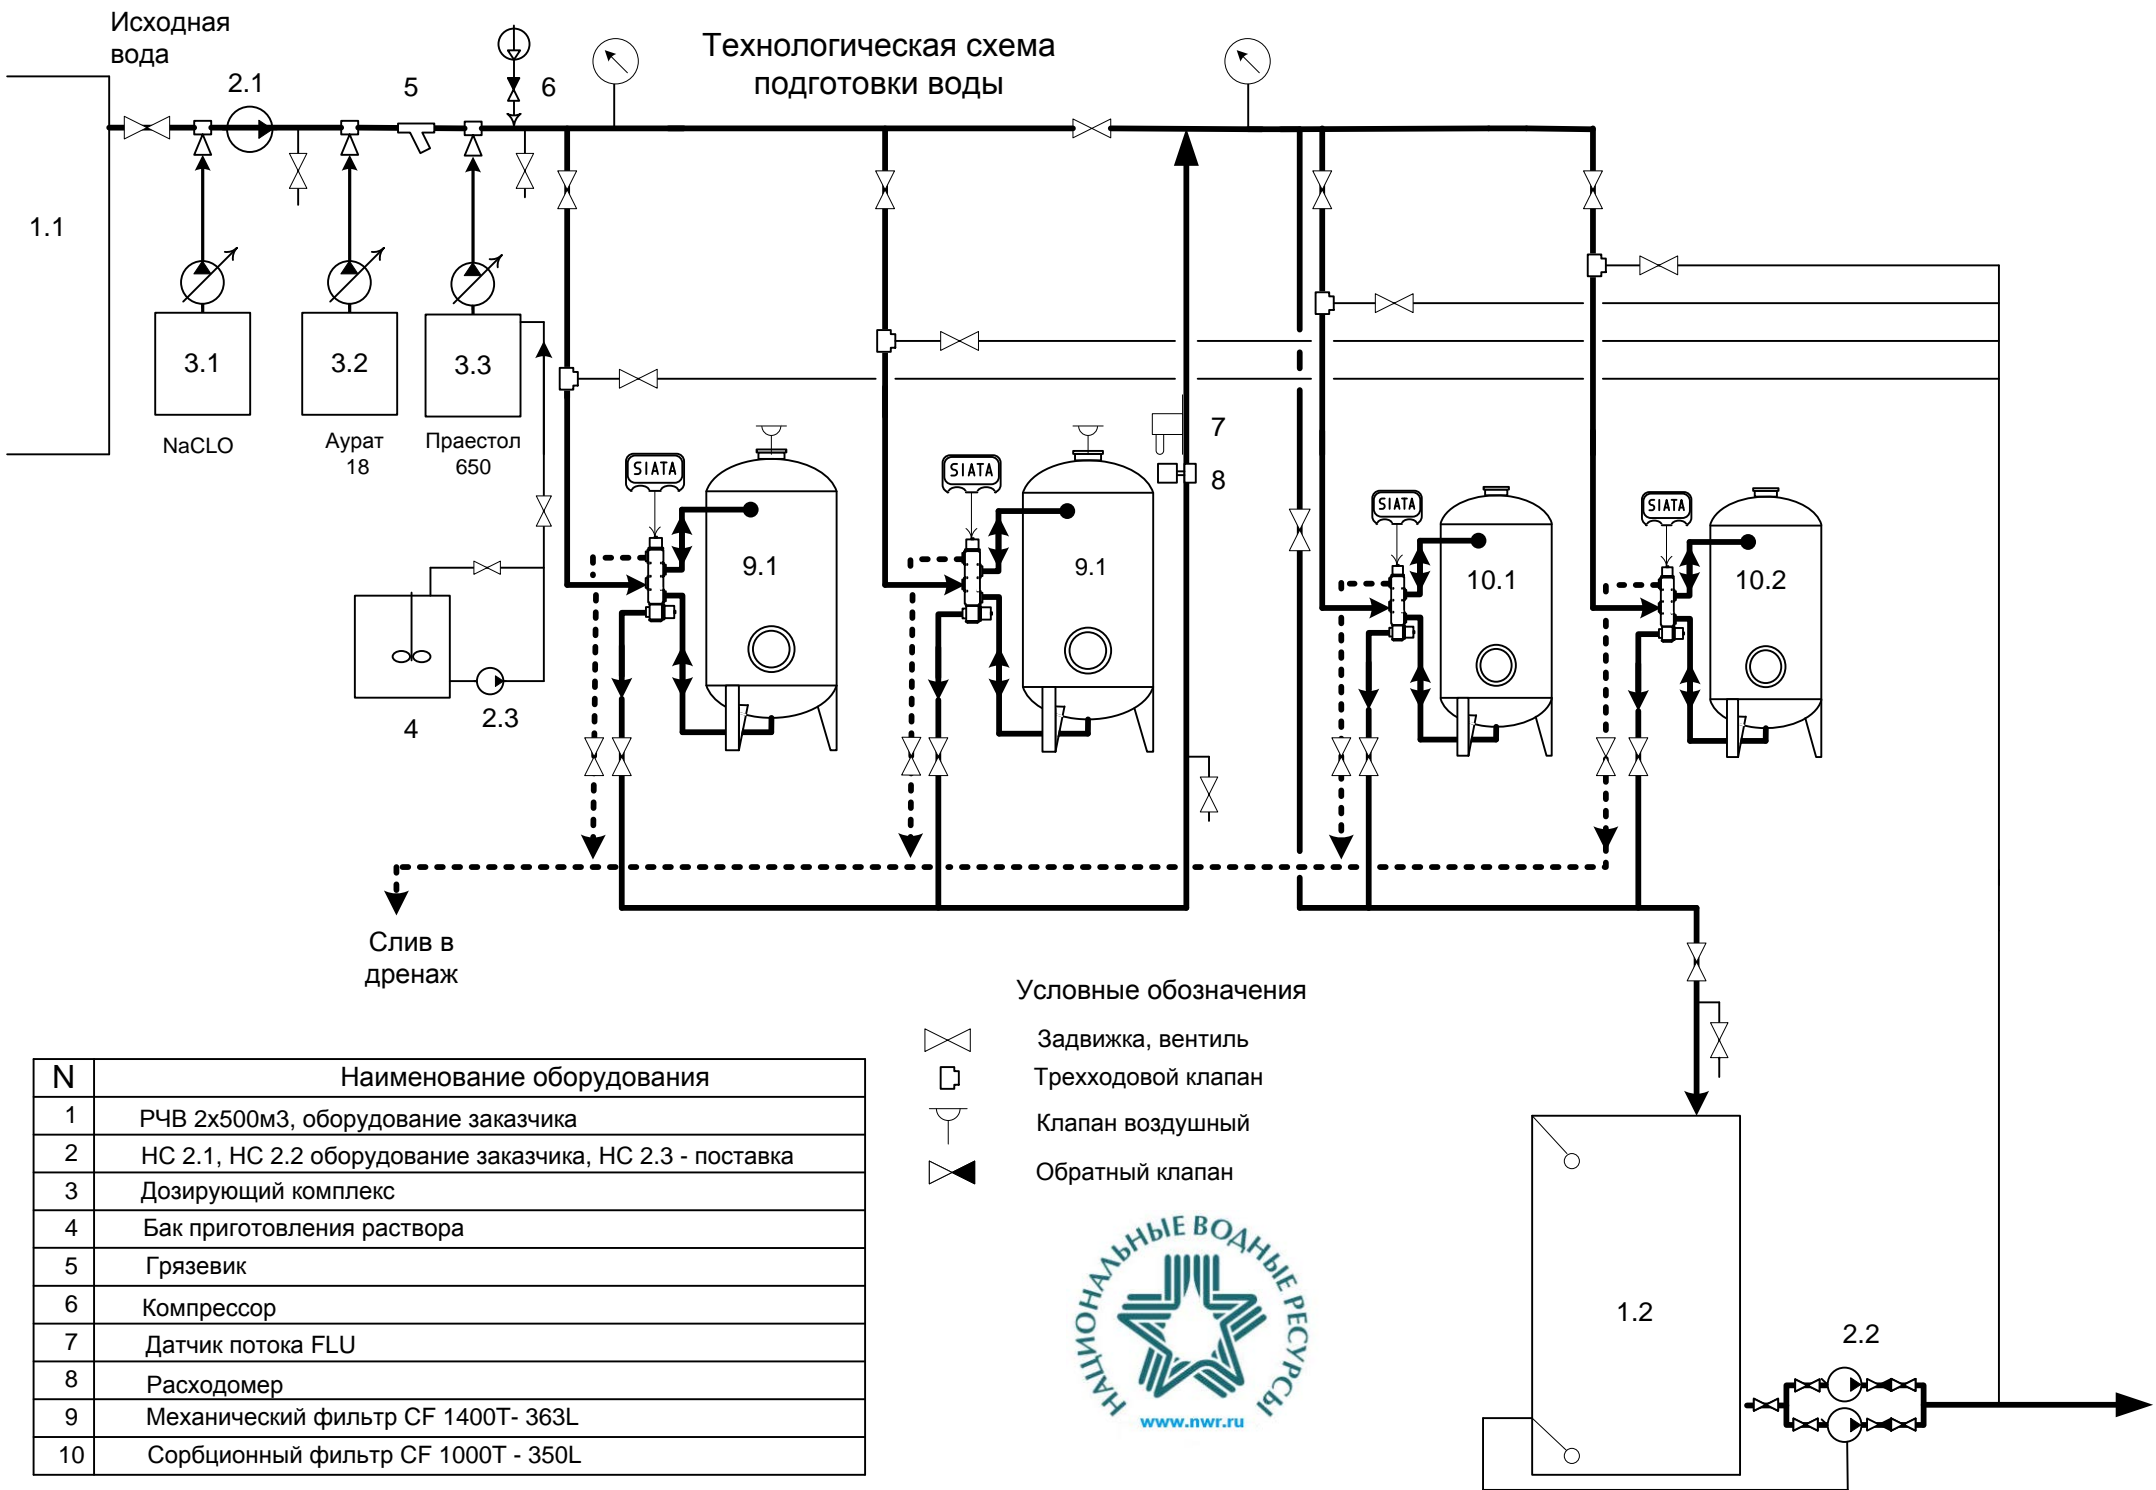 Исходная
вода
Технологическая схема
подготовки воды
2.1
5
6
1.1
3.1
3.2
3.3
NaCLO
Аурат
18
Праестол
650
7
8
SIATA
SIATA
SIATA
SIATA
9.1
9.1
10.1
10.2
4
2.3
Слив в
дренаж
Условные обозначения
Задвижка, вентиль
Трехходовой клапан
Клапан воздушный
Обратный клапан
N Наименование оборудования
1 РЧВ 2х500м3, оборудование заказчика
2 НС 2.1, НС 2.2 оборудование заказчика, НС 2.3 - поставка
3 Дозирующий комплекс
4 Бак приготовления раствора
5 Грязевик
6 Компрессор
7 Датчик потока FLU
8 Расходомер
9 Механический фильтр CF 1400T- 363L
10 Сорбционный фильтр CF 1000T - 350L
НАЦИОНАЛЬНЫЕ ВОДНЫЕ РЕСУРСЫ
www.nwr.ru
1.2
2.2